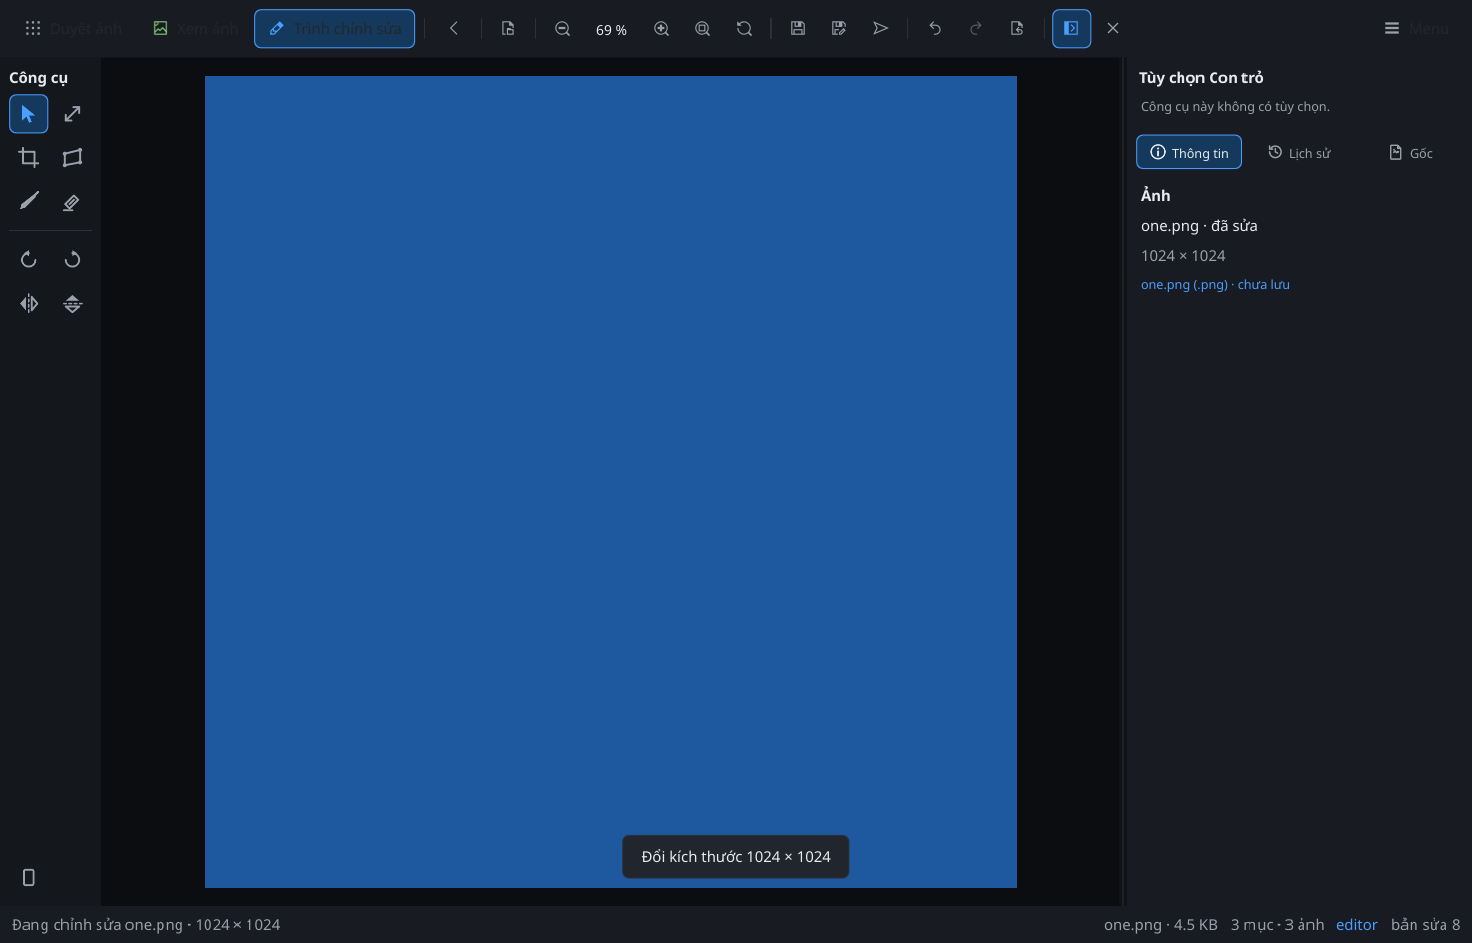 Duyệt ảnh Xem ảnh Trình chỉnh sửa 69 % Menu
Công cụ
Tùy chọn Con trỏ
Công cụ này không có tùy chọn.
Thông tin Lịch sử Gốc
Ảnh
one.png · đã sửa
1024 × 1024
one.png (.png) · chưa lưu
Đổi kích thước 1024 × 1024
Đang chỉnh sửa one.png · 1024 × 1024 one.png · 4.5 KB 3 mục · 3 ảnh editor bản sửa 8